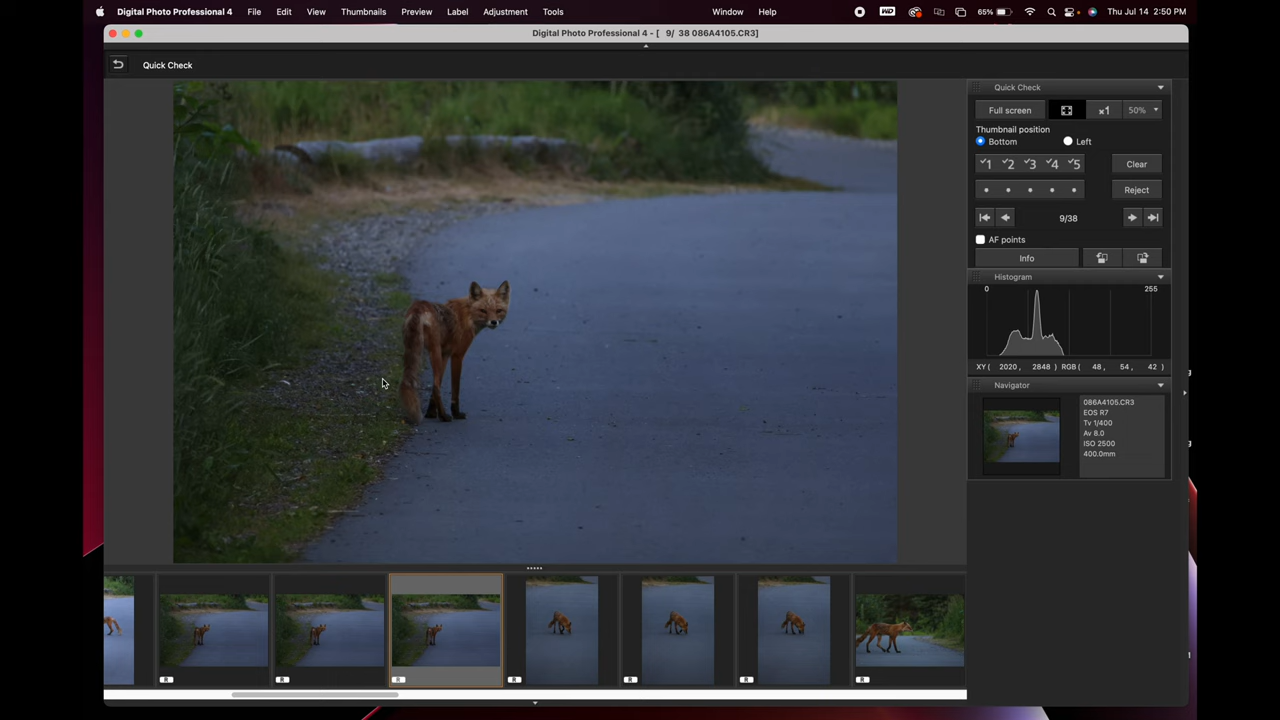 Digital Photo Professional 4 File Edit View Thumbnails Preview Label Adjustment Tools Window Help WD 65% Thu Jul 14 2:50 PM
Digital Photo Professional 4 - [ 9/ 38 086A4105.CR3]
Quick Check
Quick Check
Full screen x1 50%
Thumbnail position
Bottom Left
1 2 3 4 5 Clear
Reject
9/38
AF points
Info
Histogram
0 255
XY( 2020, 2848 ) RGB( 48, 54, 42 )
Navigator
086A4105.CR3
EOS R7
Tv 1/400
Av 8.0
ISO 2500
400.0mm
R R R R R R R